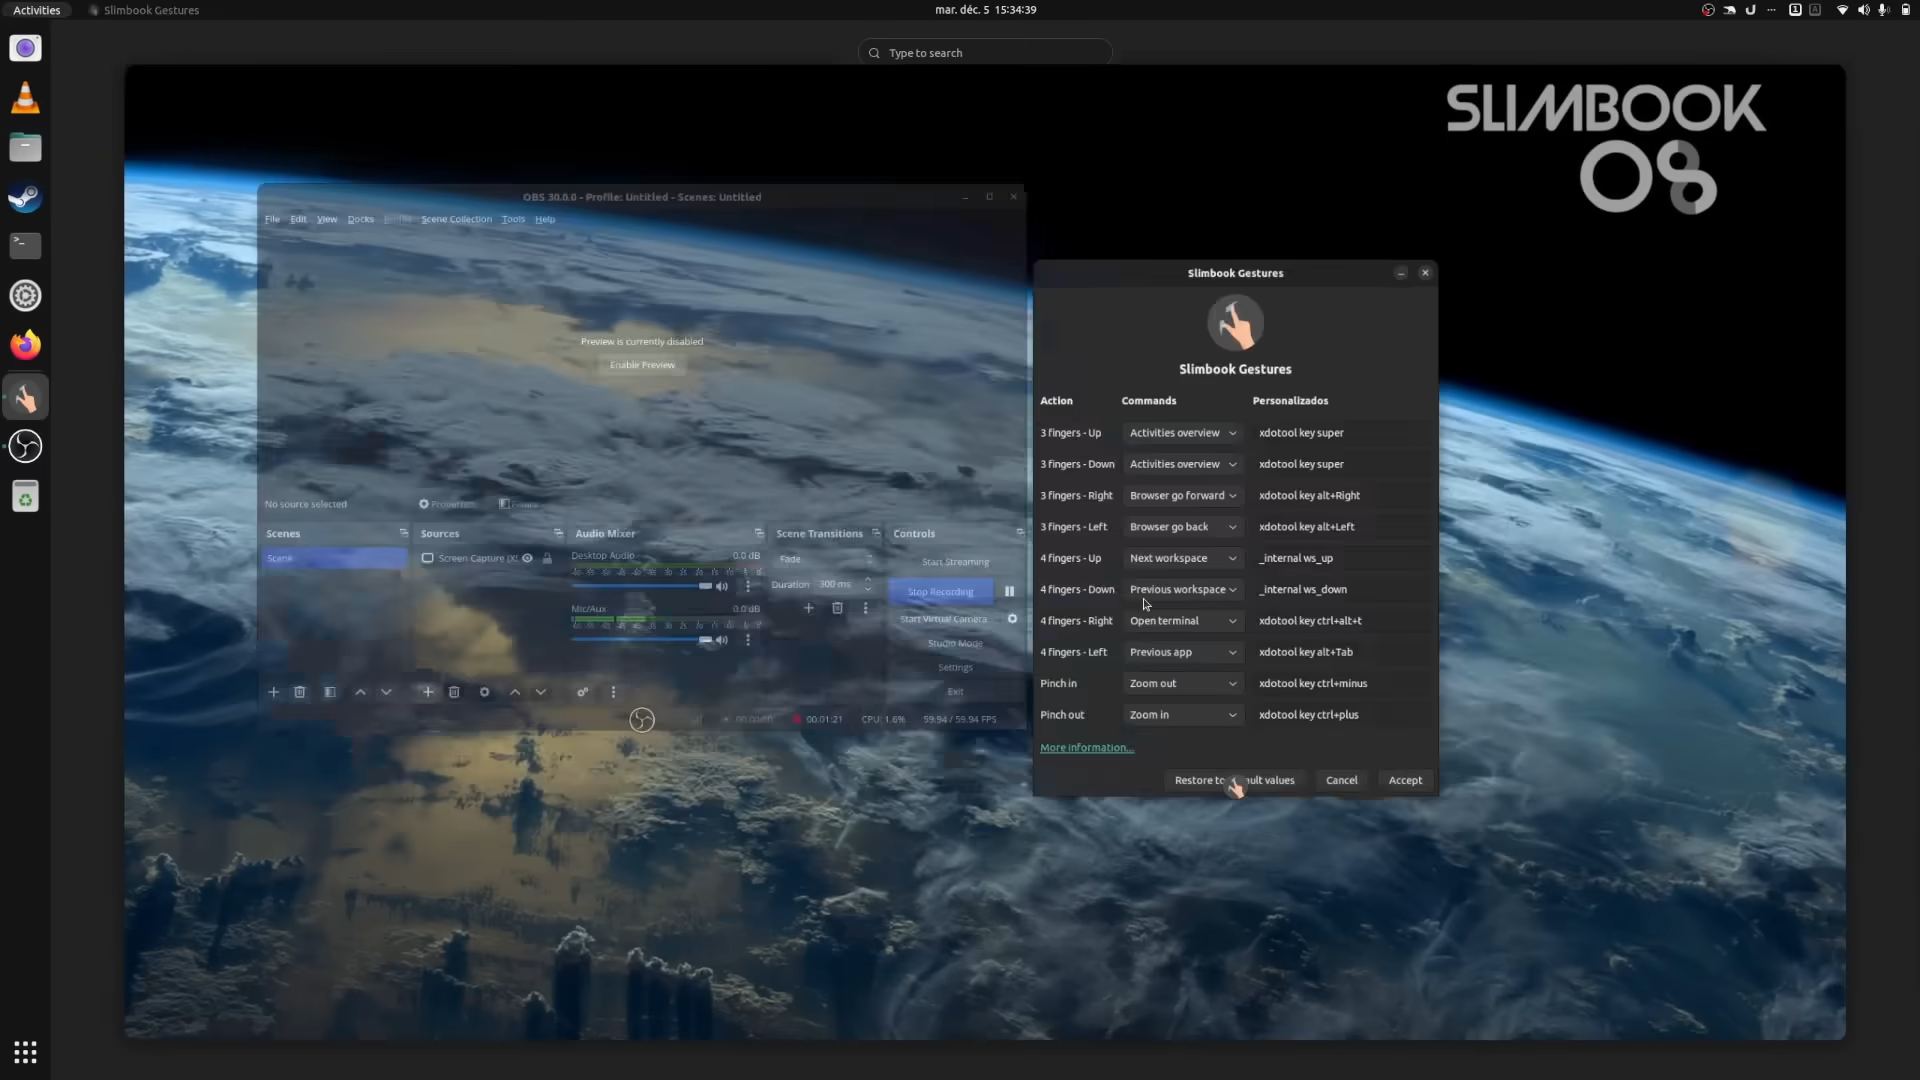 Activities
Slimbook Gestures
mar. déc. 5 15:34:39
Type to search
SLIMBOOK
OS
OBS 30.0.0 - Profile: Untitled - Scenes: Untitled
File Edit View Docks Profile Scene Collection Tools Help
Preview is currently disabled
Enable Preview
No source selected
Properties
Filters
Scenes
Scene
Sources
Screen Capture (X
Audio Mixer
Desktop Audio 0.0 dB
Mic/Aux 0.0 dB
Scene Transitions
Fade
Duration 300 ms
Controls
Start Streaming
Stop Recording
Start Virtual Camera
Studio Mode
Settings
Exit
00:01:21 CPU: 1.6% 59.94 / 59.94 FPS
Slimbook Gestures
Slimbook Gestures
Action Commands Personalizados
3 fingers - Up Activities overview xdotool key super
3 fingers - Down Activities overview xdotool key super
3 fingers - Right Browser go forward xdotool key alt+Right
3 fingers - Left Browser go back xdotool key alt+Left
4 fingers - Up Next workspace _internal ws_up
4 fingers - Down Previous workspace _internal ws_down
4 fingers - Right Open terminal xdotool key ctrl+alt+t
4 fingers - Left Previous app xdotool key alt+Tab
Pinch in Zoom out xdotool key ctrl+minus
Pinch out Zoom in xdotool key ctrl+plus
More information...
Restore to ault values Cancel Accept